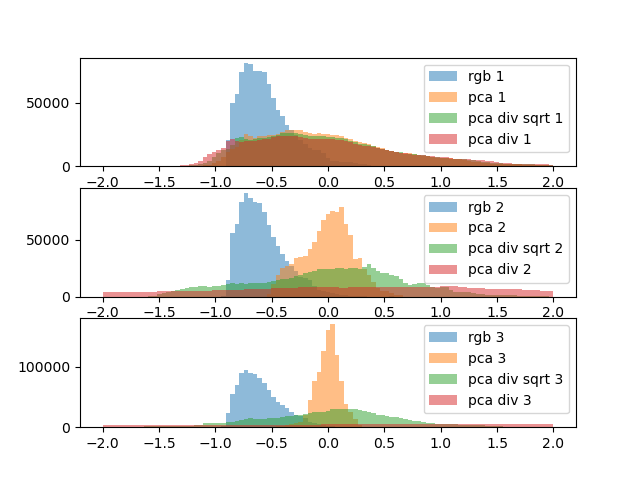 50000
0
−2.0 −1.5 −1.0 −0.5 0.0 0.5 1.0 1.5 2.0
rgb 1
pca 1
pca div sqrt 1
pca div 1
50000
0
−2.0 −1.5 −1.0 −0.5 0.0 0.5 1.0 1.5 2.0
rgb 2
pca 2
pca div sqrt 2
pca div 2
100000
0
−2.0 −1.5 −1.0 −0.5 0.0 0.5 1.0 1.5 2.0
rgb 3
pca 3
pca div sqrt 3
pca div 3